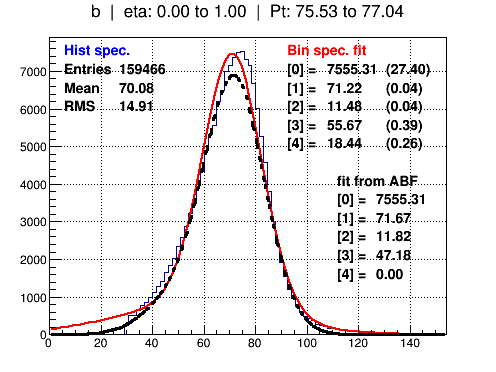 b | eta: 0.00 to 1.00 | Pt: 75.53 to 77.04
Hist spec.
Entries 159466
Mean 70.08
RMS 14.91
Bin spec. fit
[0] = 7555.31 (27.40)
[1] = 71.22 (0.04)
[2] = 11.48 (0.04)
[3] = 55.67 (0.39)
[4] = 18.44 (0.26)
fit from ABF
[0] = 7555.31
[1] = 71.67
[2] = 11.82
[3] = 47.18
[4] = 0.00
7000
6000
5000
4000
3000
2000
1000
0
0 20 40 60 80 100 120 140